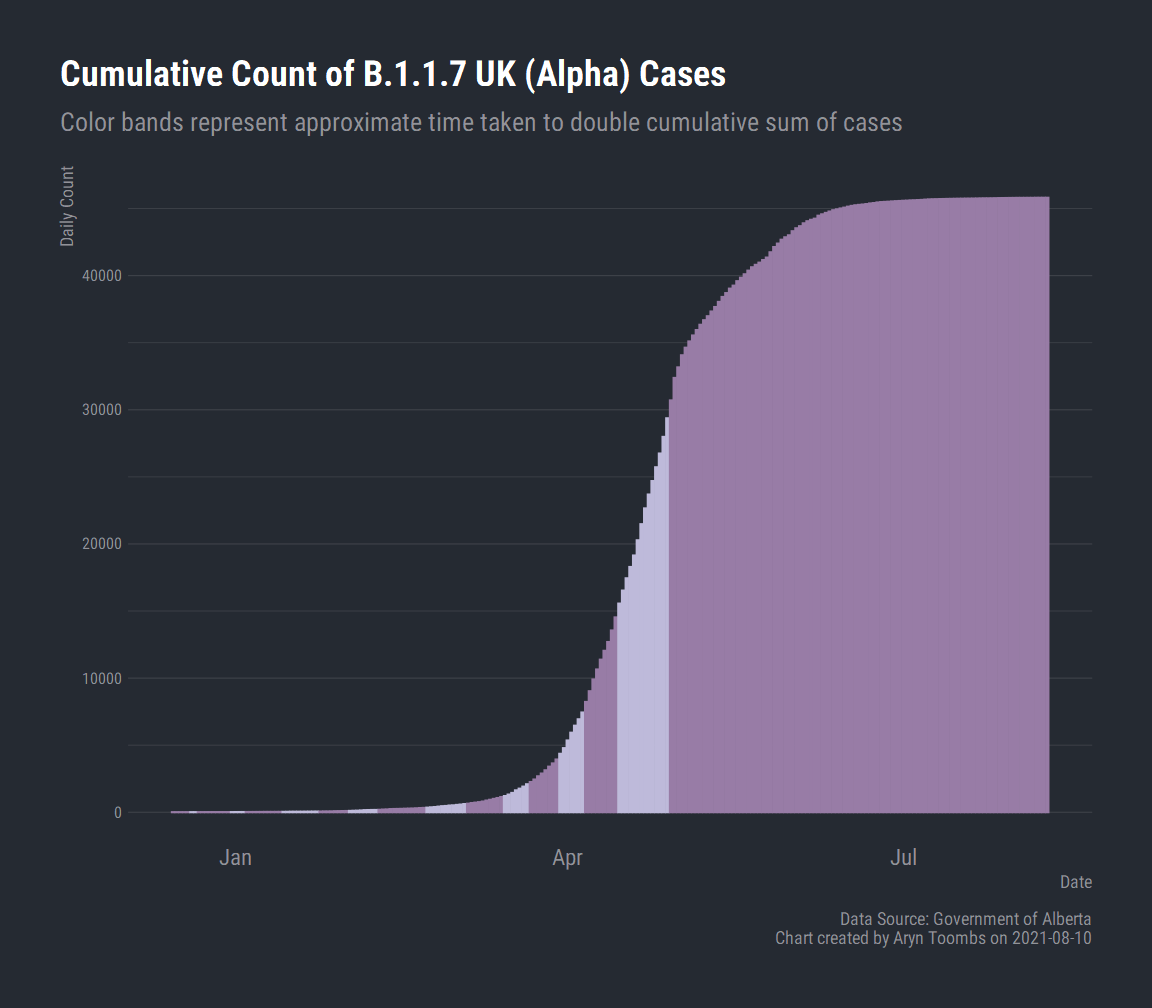 Cumulative Count of B.1.1.7 UK (Alpha) Cases
Color bands represent approximate time taken to double cumulative sum of cases
Daily Count
40000
30000
20000
10000
0
Jan Apr Jul
Date
Data Source: Government of Alberta
Chart created by Aryn Toombs on 2021-08-10